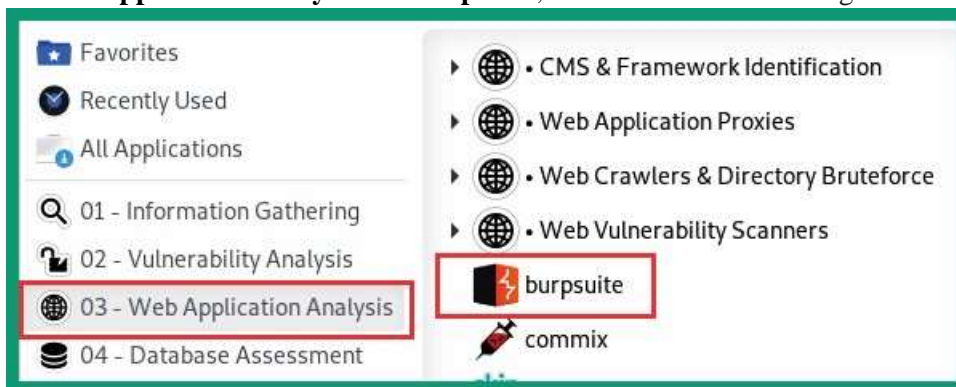 Favorites
Recently Used
All Applications
01 - Information Gathering
02 - Vulnerability Analysis
03 - Web Application Analysis
04 - Database Assessment
• CMS & Framework Identification
• Web Application Proxies
• Web Crawlers & Directory Bruteforce
• Web Vulnerability Scanners
burpsuite
commix